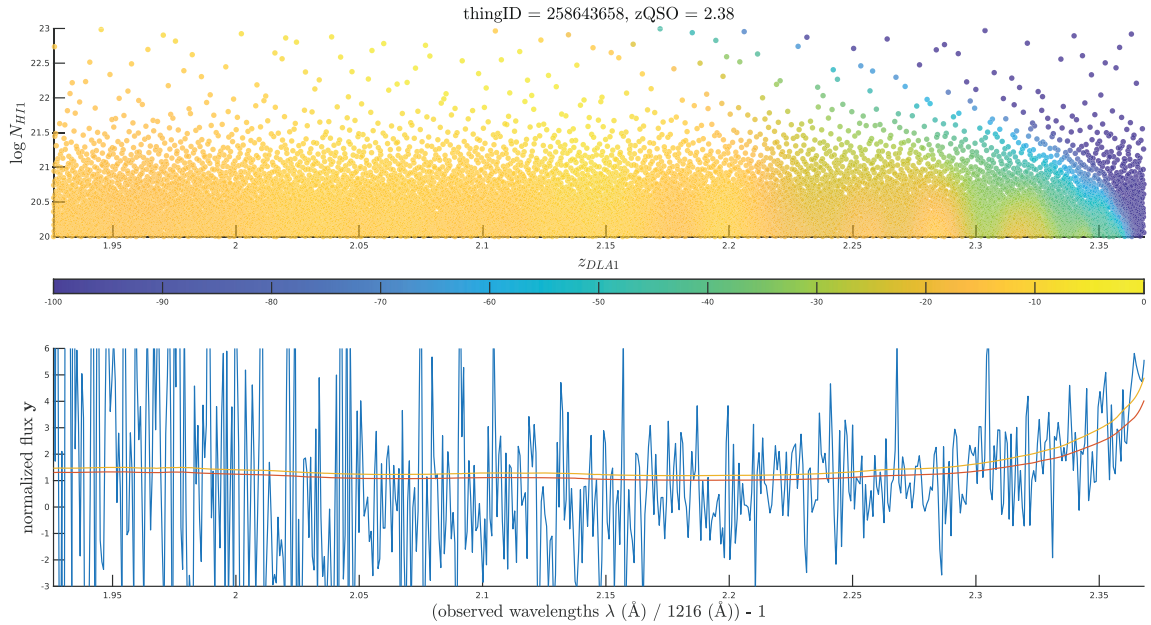 thingID = 258643658, zQSO = 2.38
23
22.5
22
21.5
21
20.5
20
log N_{HI1}
1.95 2 2.05 2.1 2.15 2.2 2.25 2.3 2.35
z_{DLA1}
-100 -90 -80 -70 -60 -50 -40 -30 -20 -10 0
6
5
4
3
2
1
0
-1
-2
-3
normalized flux y
1.95 2 2.05 2.1 2.15 2.2 2.25 2.3 2.35
(observed wavelengths λ (Å) / 1216 (Å)) - 1